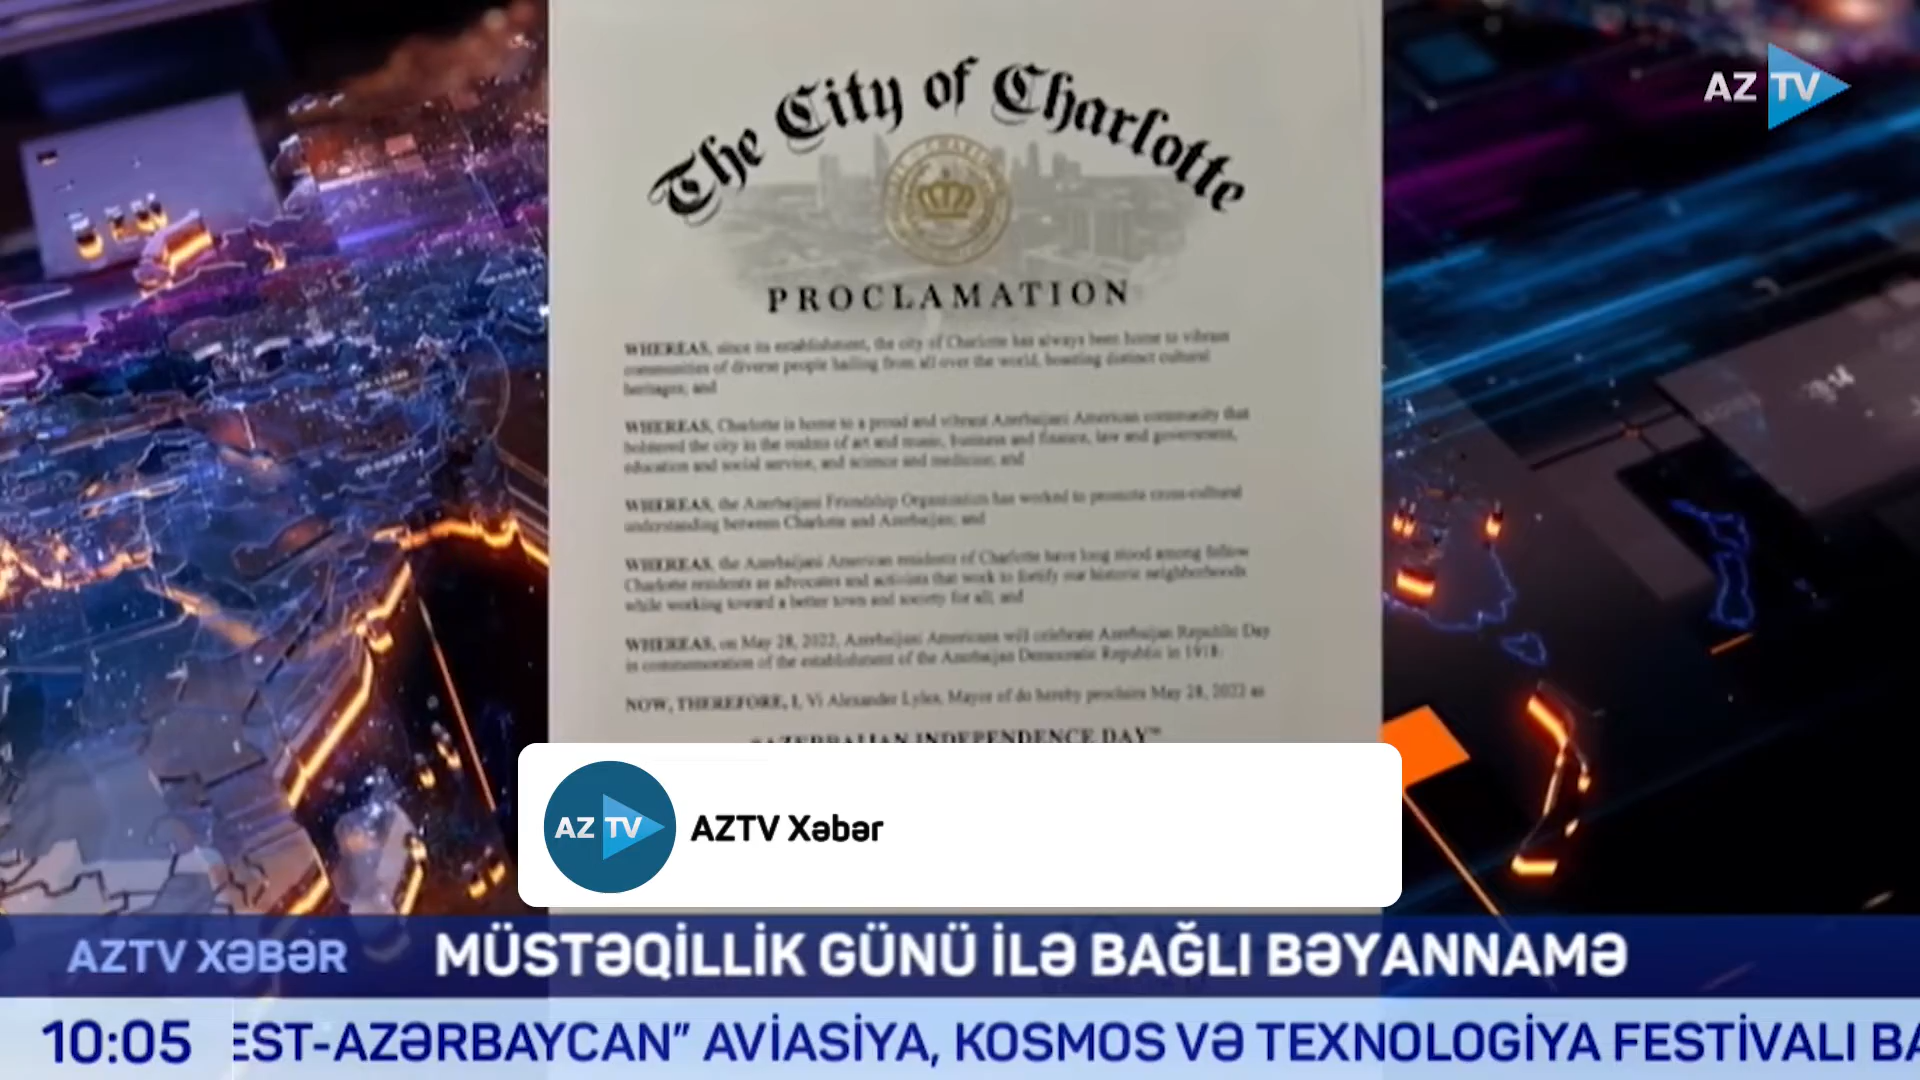 The City of Charlotte
AZ TV
PROCLAMATION
WHEREAS, since its establishment, the city of Charlotte has always been home to vibrant
communities of diverse people hailing from all over the world, boasting distinct cultural
heritages; and
WHEREAS, Charlotte is home to a proud and vibrant Azerbaijani American community that
bolstered the city in the realms of art and music, business and finance, law and government,
education and social service, and science and medicine; and
WHEREAS, the Azerbaijani Friendship Organization has worked to promote cross-cultural
understanding between Charlotte and Azerbaijan; and
WHEREAS, the Azerbaijani American residents of Charlotte have long stood among fellow
Charlotte residents as advocates and activists that work to fortify our historic neighborhoods
while working toward a better town and society for all; and
WHEREAS, on May 28, 2022, Azerbaijani Americans will celebrate Azerbaijan Republic Day
in commemoration of the establishment of the Azerbaijan Democratic Republic in 1918;
NOW, THEREFORE, I, Vi Alexander Lyles, Mayor of do hereby proclaim May 28, 2022 as
"AZERBAIJAN INDEPENDENCE DAY"
AZ TV
AZTV Xəbər
AZTV XƏBƏR
MÜSTƏQİLLİK GÜNÜ İLƏ BAĞLI BƏYANNAMƏ
10:05
EST-AZƏRBAYCAN” AVİASİYA, KOSMOS VƏ TEXNOLOGİYA FESTİVALI BA